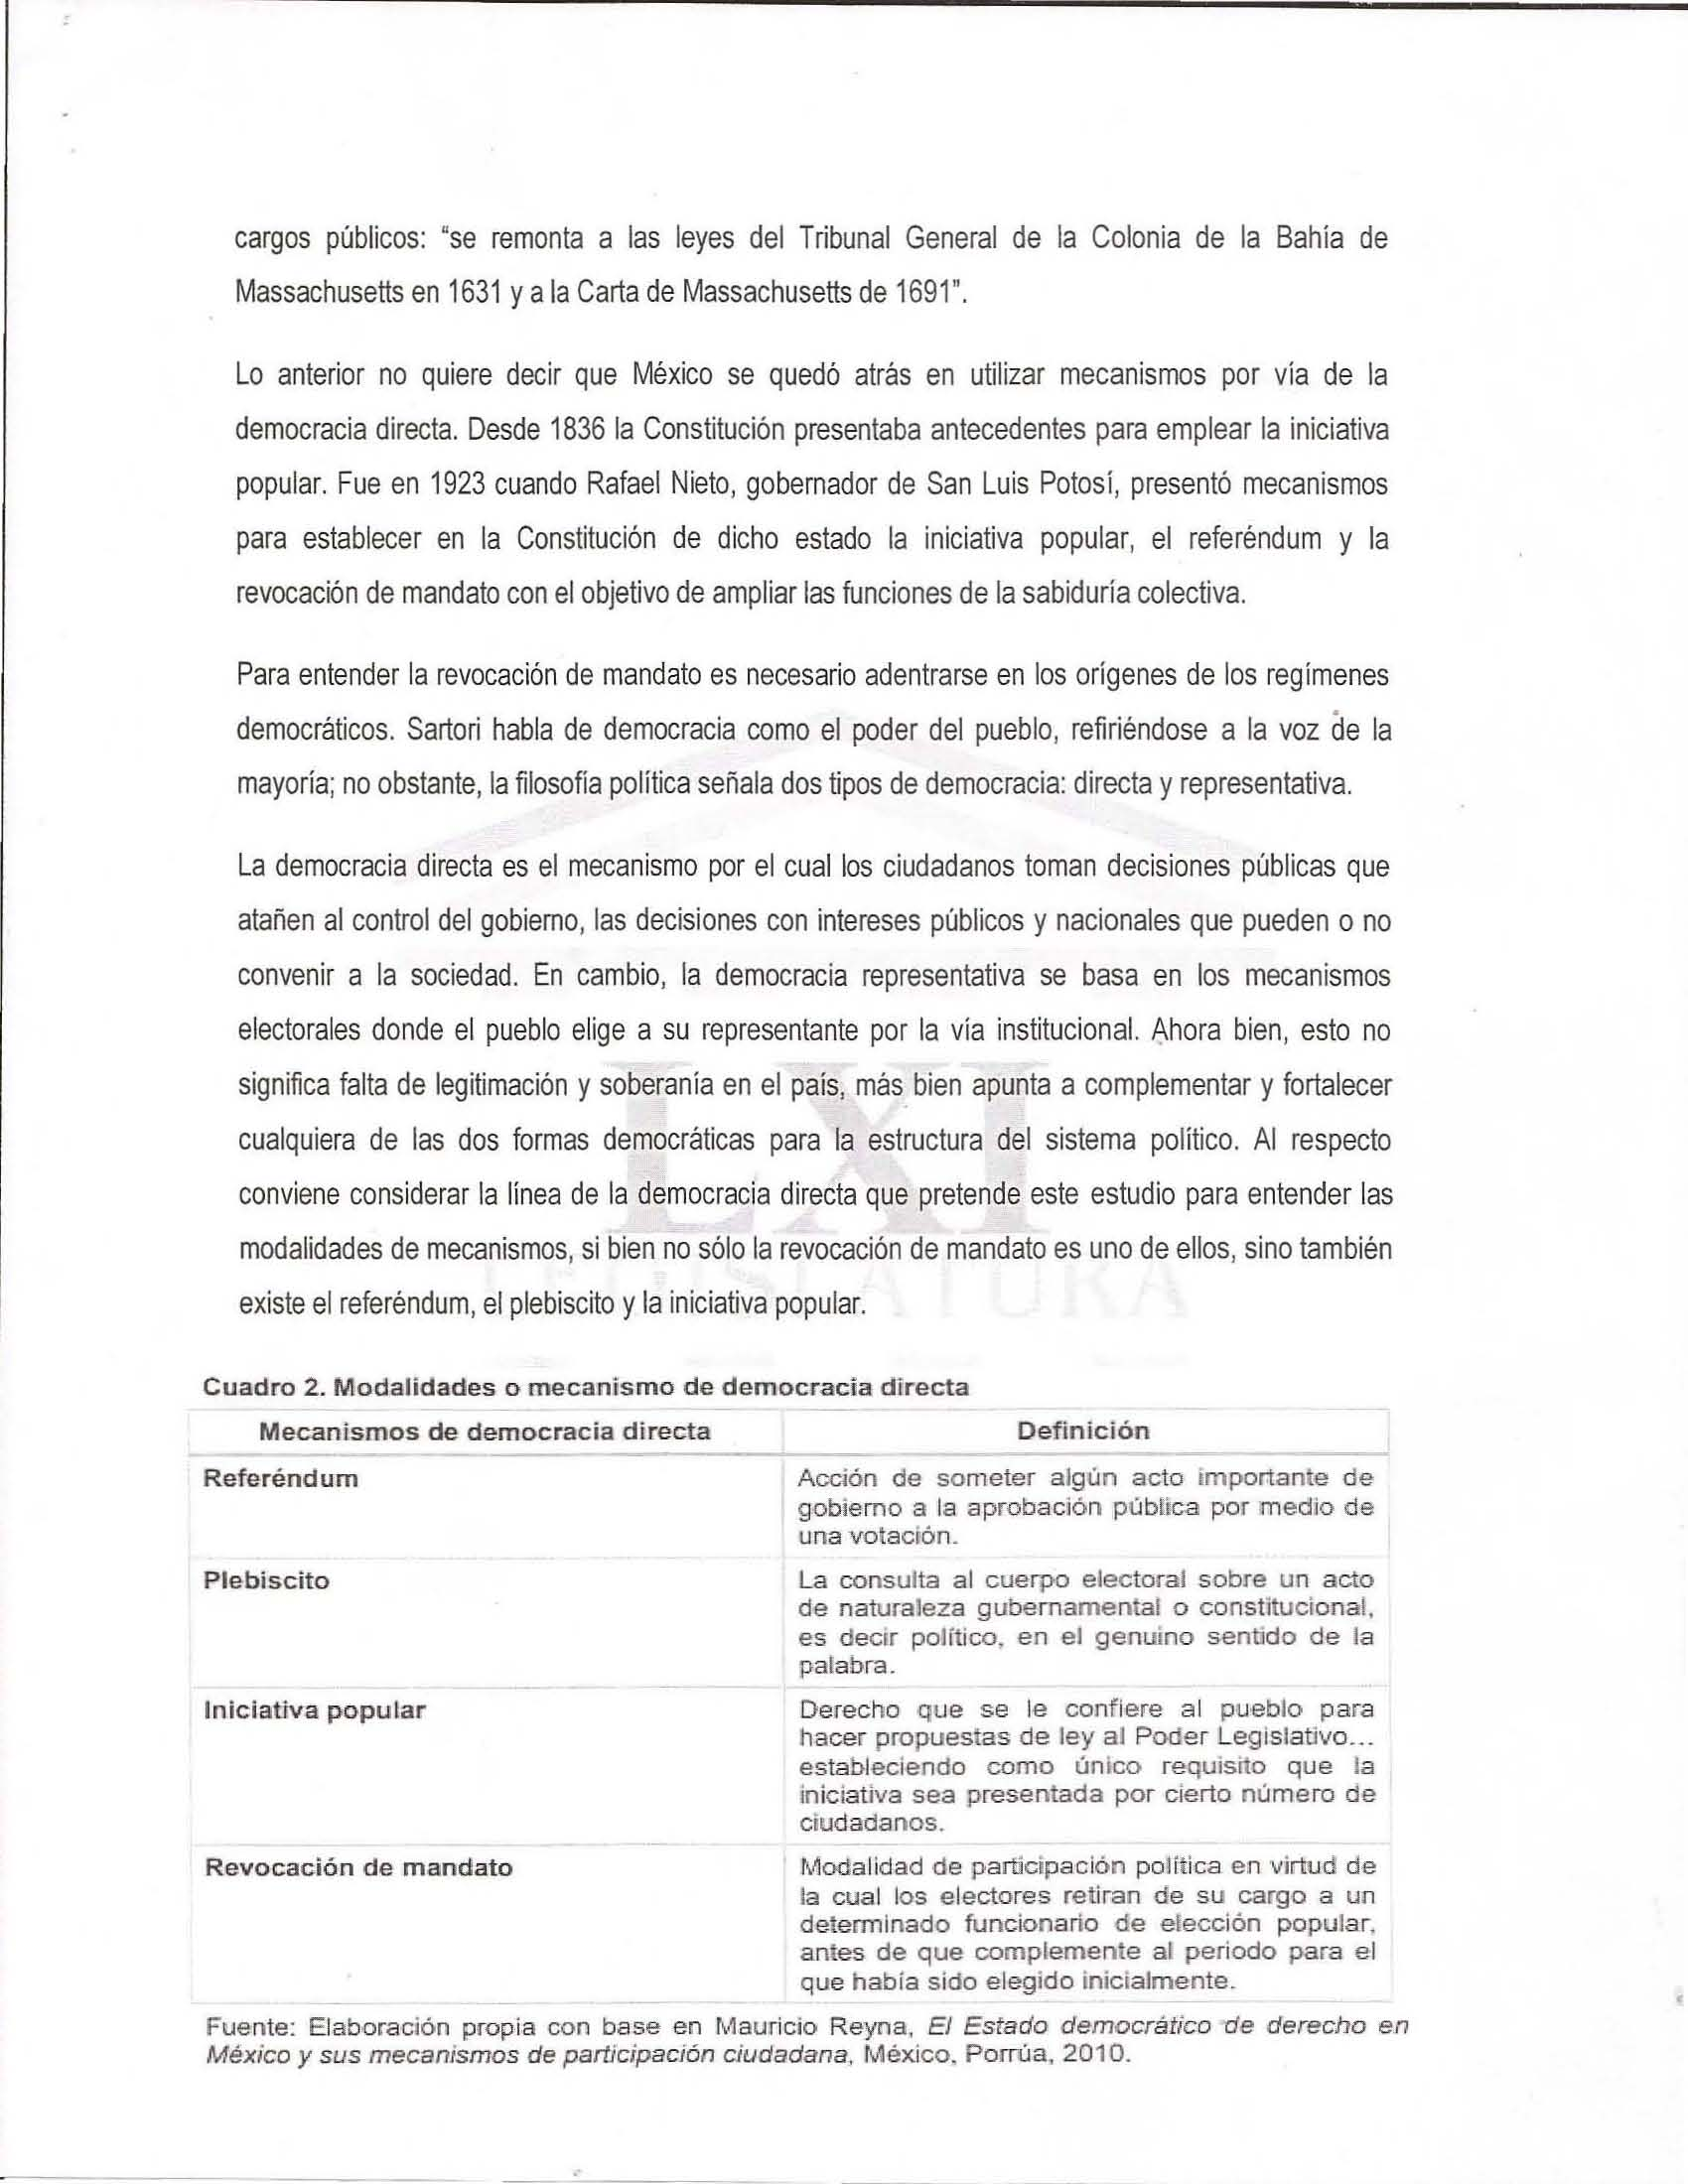 cargos públicos: “se remonta a las leyes del Tribunal General de la Colonia de la Bahía de
Massachusetts en 1631 y a la Carta de Massachusetts de 1691”.
Lo anterior no quiere decir que México se quedó atrás en utilizar mecanismos por vía de la
democracia directa. Desde 1836 la Constitución presentaba antecedentes para emplear la iniciativa
popular. Fue en 1923 cuando Rafael Nieto, gobernador de San Luis Potosí, presentó mecanismos
para establecer en la Constitución de dicho estado la iniciativa popular, el referéndum y la
revocación de mandato con el objetivo de ampliar las funciones de la sabiduría colectiva.
Para entender la revocación de mandato es necesario adentrarse en los orígenes de los regímenes
democráticos. Sartori habla de democracia como el poder del pueblo, refiriéndose a la voz de la
mayoría; no obstante, la filosofía política señala dos tipos de democracia: directa y representativa.
La democracia directa es el mecanismo por el cual los ciudadanos toman decisiones públicas que
atañen al control del gobierno, las decisiones con intereses públicos y nacionales que pueden o no
convenir a la sociedad. En cambio, la democracia representativa se basa en los mecanismos
electorales donde el pueblo elige a su representante por la vía institucional. Ahora bien, esto no
significa falta de legitimación y soberanía en el país, más bien apunta a complementar y fortalecer
cualquiera de las dos formas democráticas para la estructura del sistema político. Al respecto
conviene considerar la línea de la democracia directa que pretende este estudio para entender las
modalidades de mecanismos, si bien no sólo la revocación de mandato es uno de ellos, sino también
existe el referéndum, el plebiscito y la iniciativa popular.
LXI
LEGISLATURA
Cuadro 2. Modalidades o mecanismo de democracia directa
Mecanismos de democracia directa
Definición
Referéndum
Acción de someter algún acto importante de
gobierno a la aprobación pública por medio de
una votación.
Plebiscito
La consulta al cuerpo electoral sobre un acto
de naturaleza gubernamental o constitucional,
es decir político, en el genuino sentido de la
palabra.
Iniciativa popular
Derecho que se le confiere al pueblo para
hacer propuestas de ley al Poder Legislativo...
estableciendo como único requisito que la
iniciativa sea presentada por cierto número de
ciudadanos.
Revocación de mandato
Modalidad de participación política en virtud de
la cual los electores retiran de su cargo a un
determinado funcionario de elección popular,
antes de que complemente al periodo para el
que había sido elegido inicialmente.
Fuente: Elaboración propia con base en Mauricio Reyna, El Estado democrático de derecho en
México y sus mecanismos de participación ciudadana, México, Porrúa, 2010.